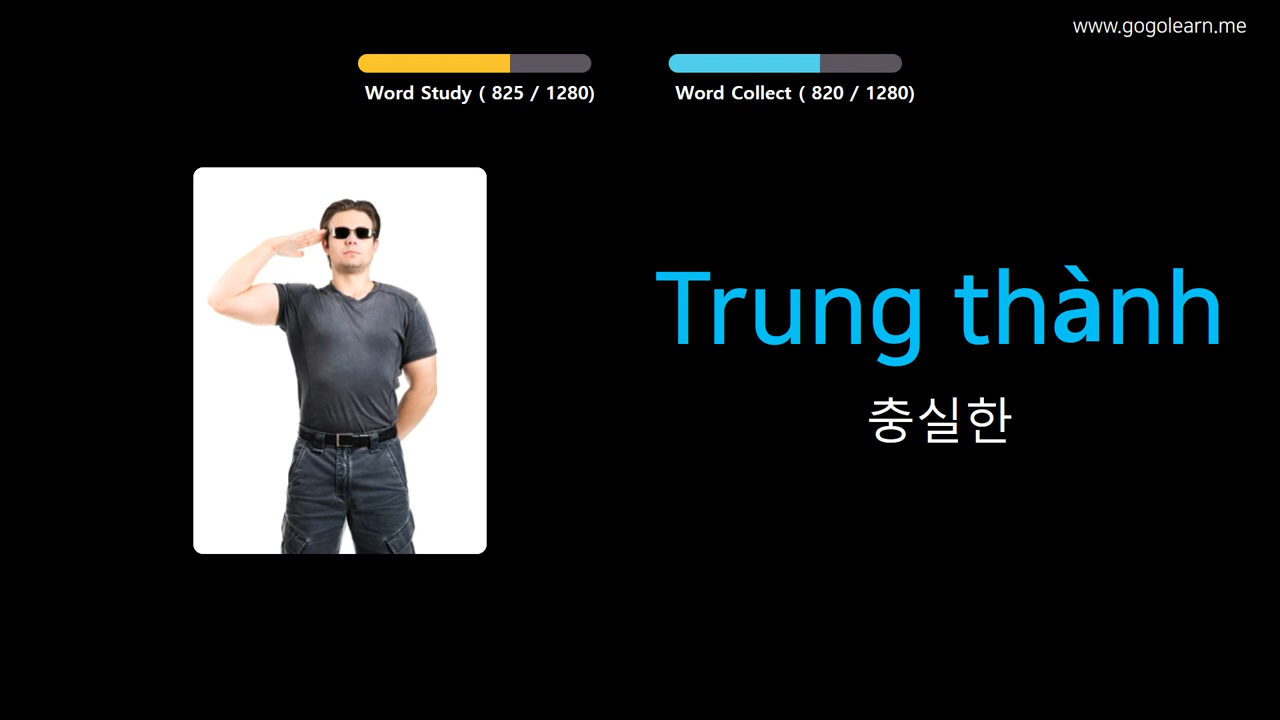 www.gogolearn.me
Word Study ( 825 / 1280)
Word Collect ( 820 / 1280)
Trung thành
충실한